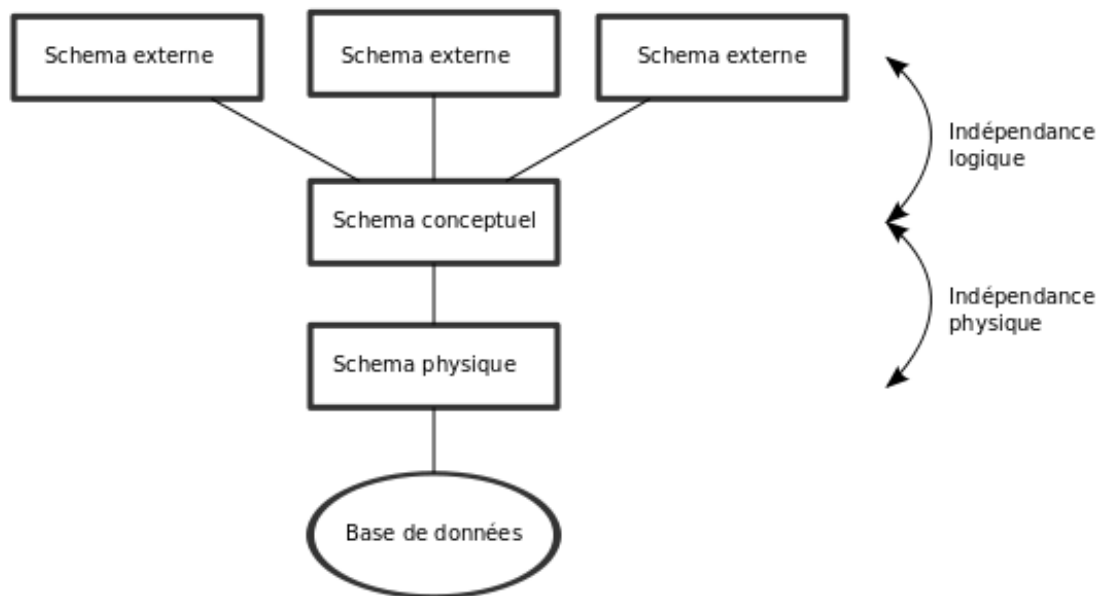 Schema externe
Schema externe
Schema externe
Indépendance
logique
Schema conceptuel
Indépendance
physique
Schema physique
Base de données